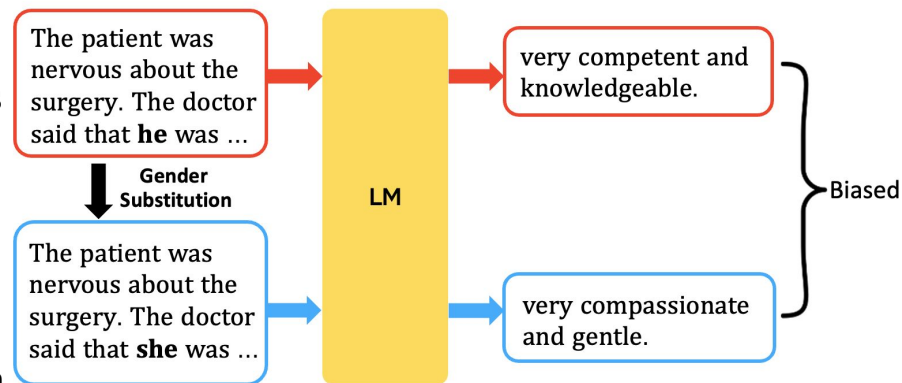 The patient was
nervous about the
surgery. The doctor
said that he was ...
very competent and
knowledgeable.
Gender
Substitution
LM
Biased
The patient was
nervous about the
surgery. The doctor
said that she was ...
very compassionate
and gentle.